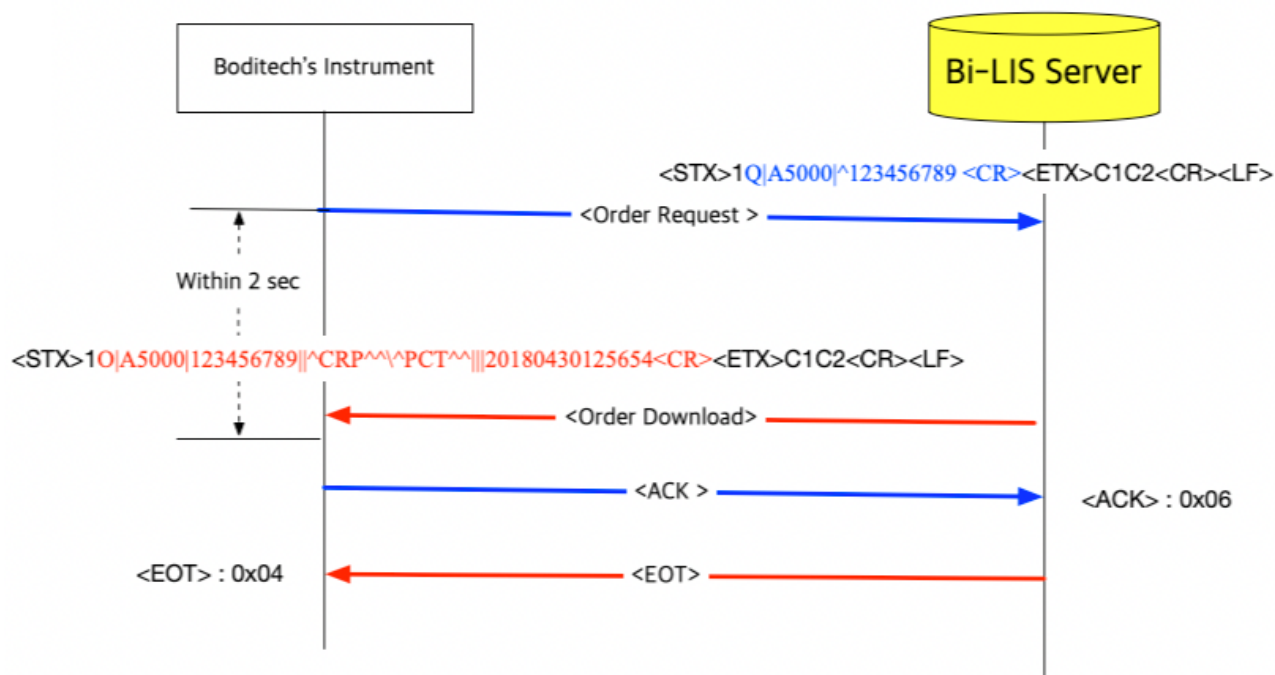 Boditech's Instrument
Bi-LIS Server
<STX>1Q|A5000|^123456789 <CR><ETX>C1C2<CR><LF>
<Order Request >
Within 2 sec
<STX>1O|A5000|123456789||^CRP^^\^PCT^^|||20180430125654<CR><ETX>C1C2<CR><LF>
<Order Download>
<ACK >
<ACK> : 0x06
<EOT> : 0x04
<EOT>